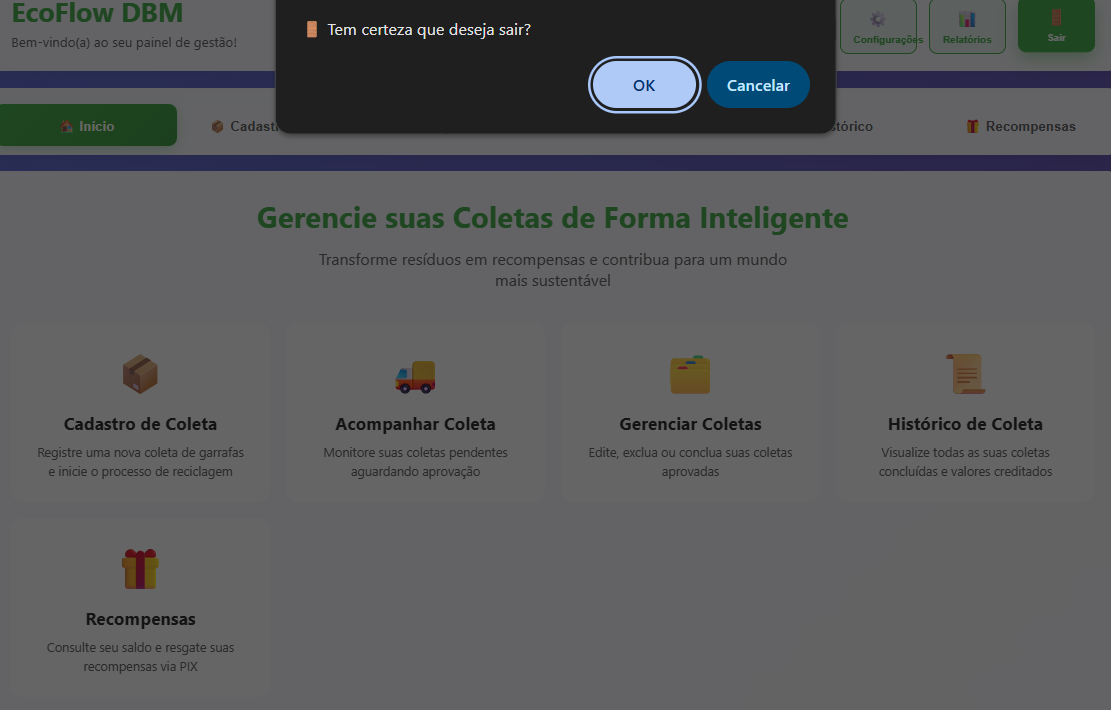 EcoFlow DBM
Bem-vindo(a) ao seu painel de gestão!
Tem certeza que deseja sair?
OK
Cancelar
Configurações
Relatórios
Sair
Início
Cadast
stórico
Recompensas
Gerencie suas Coletas de Forma Inteligente
Transforme resíduos em recompensas e contribua para um mundo
mais sustentável
Cadastro de Coleta
Registre uma nova coleta de garrafas
e inicie o processo de reciclagem
Acompanhar Coleta
Monitore suas coletas pendentes
aguardando aprovação
Gerenciar Coletas
Edite, exclua ou conclua suas coletas
aprovadas
Histórico de Coleta
Visualize todas as suas coletas
concluídas e valores creditados
Recompensas
Consulte seu saldo e resgate suas
recompensas via PIX